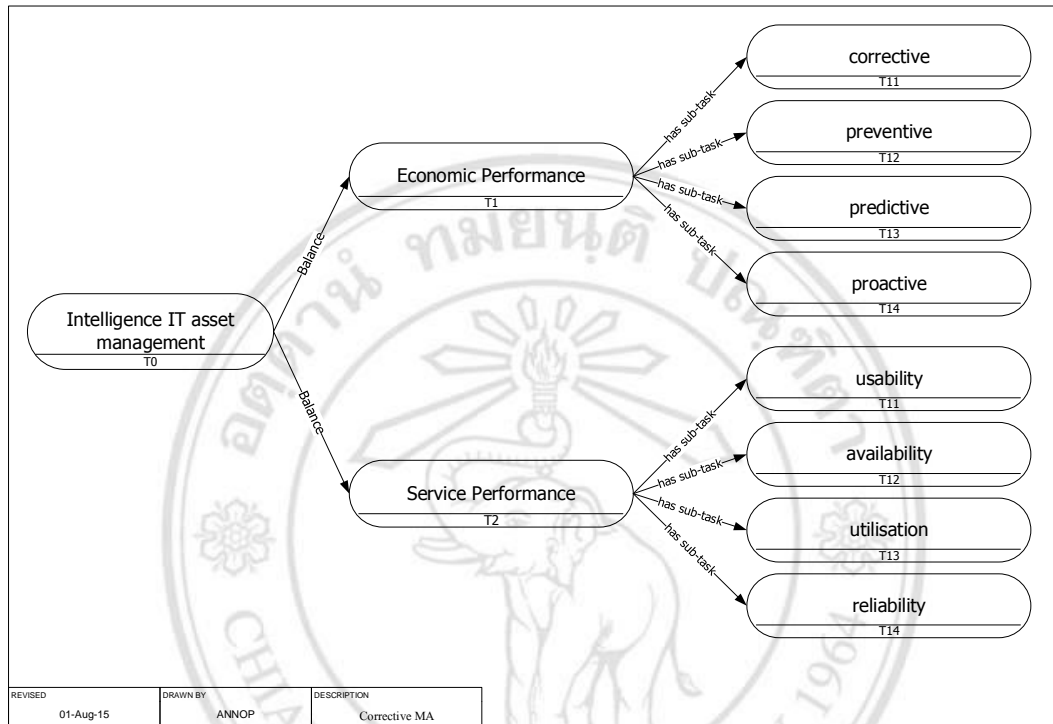 corrective
T11
has sub-task
preventive
T12
has sub-task
Economic Performance
T1
has sub-task
predictive
T13
has sub-task
proactive
T14
Balance
Intelligence IT asset
management
T0
Balance
usability
T11
has sub-task
availability
T12
has sub-task
Service Performance
T2
has sub-task
utilisation
T13
has sub-task
reliability
T14
1964
REVISED
01-Aug-15
DRAWN BY
ANNOP
DESCRIPTION
Corrective MA